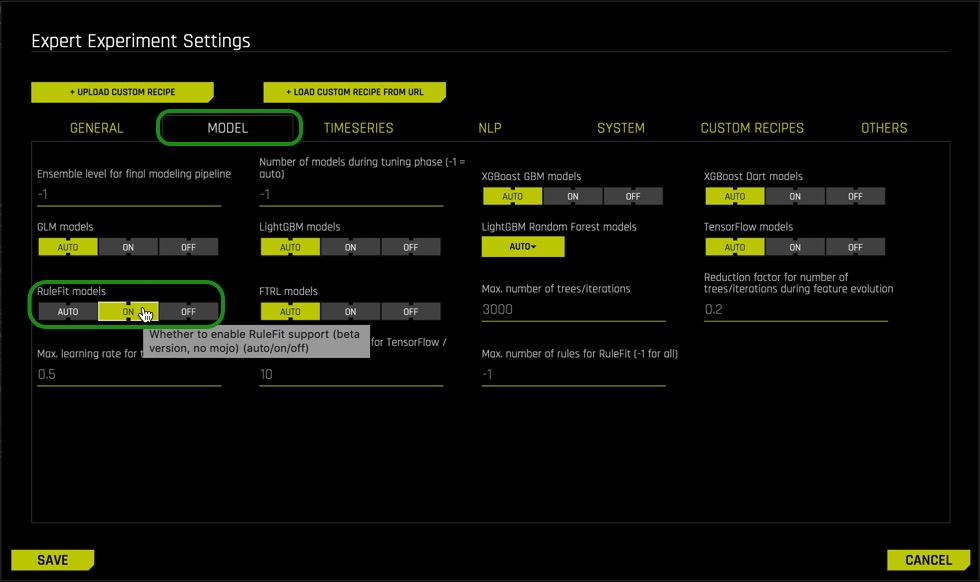 Expert Experiment Settings
+ UPLOAD CUSTOM RECIPE
+ LOAD CUSTOM RECIPE FROM URL
GENERAL
MODEL
TIMESERIES
NLP
SYSTEM
CUSTOM RECIPES
OTHERS
Ensemble level for final modeling pipeline
-1
Number of models during tuning phase (-1 =
auto)
-1
XGBoost GBM models
AUTO ON OFF
XGBoost Dart models
AUTO ON OFF
GLM models
AUTO ON OFF
LightGBM models
AUTO ON OFF
LightGBM Random Forest models
AUTO
TensorFlow models
AUTO ON OFF
RuleFit models
AUTO ON OFF
FTRL models
AUTO ON OFF
Max. number of trees/iterations
3000
Reduction factor for number of
trees/iterations during feature evolution
0.2
Whether to enable RuleFit support (beta
version, no mojo) (auto/on/off)
Max. learning rate for
0.5
for TensorFlow /
10
Max. number of rules for RuleFit (-1 for all)
-1
SAVE
CANCEL